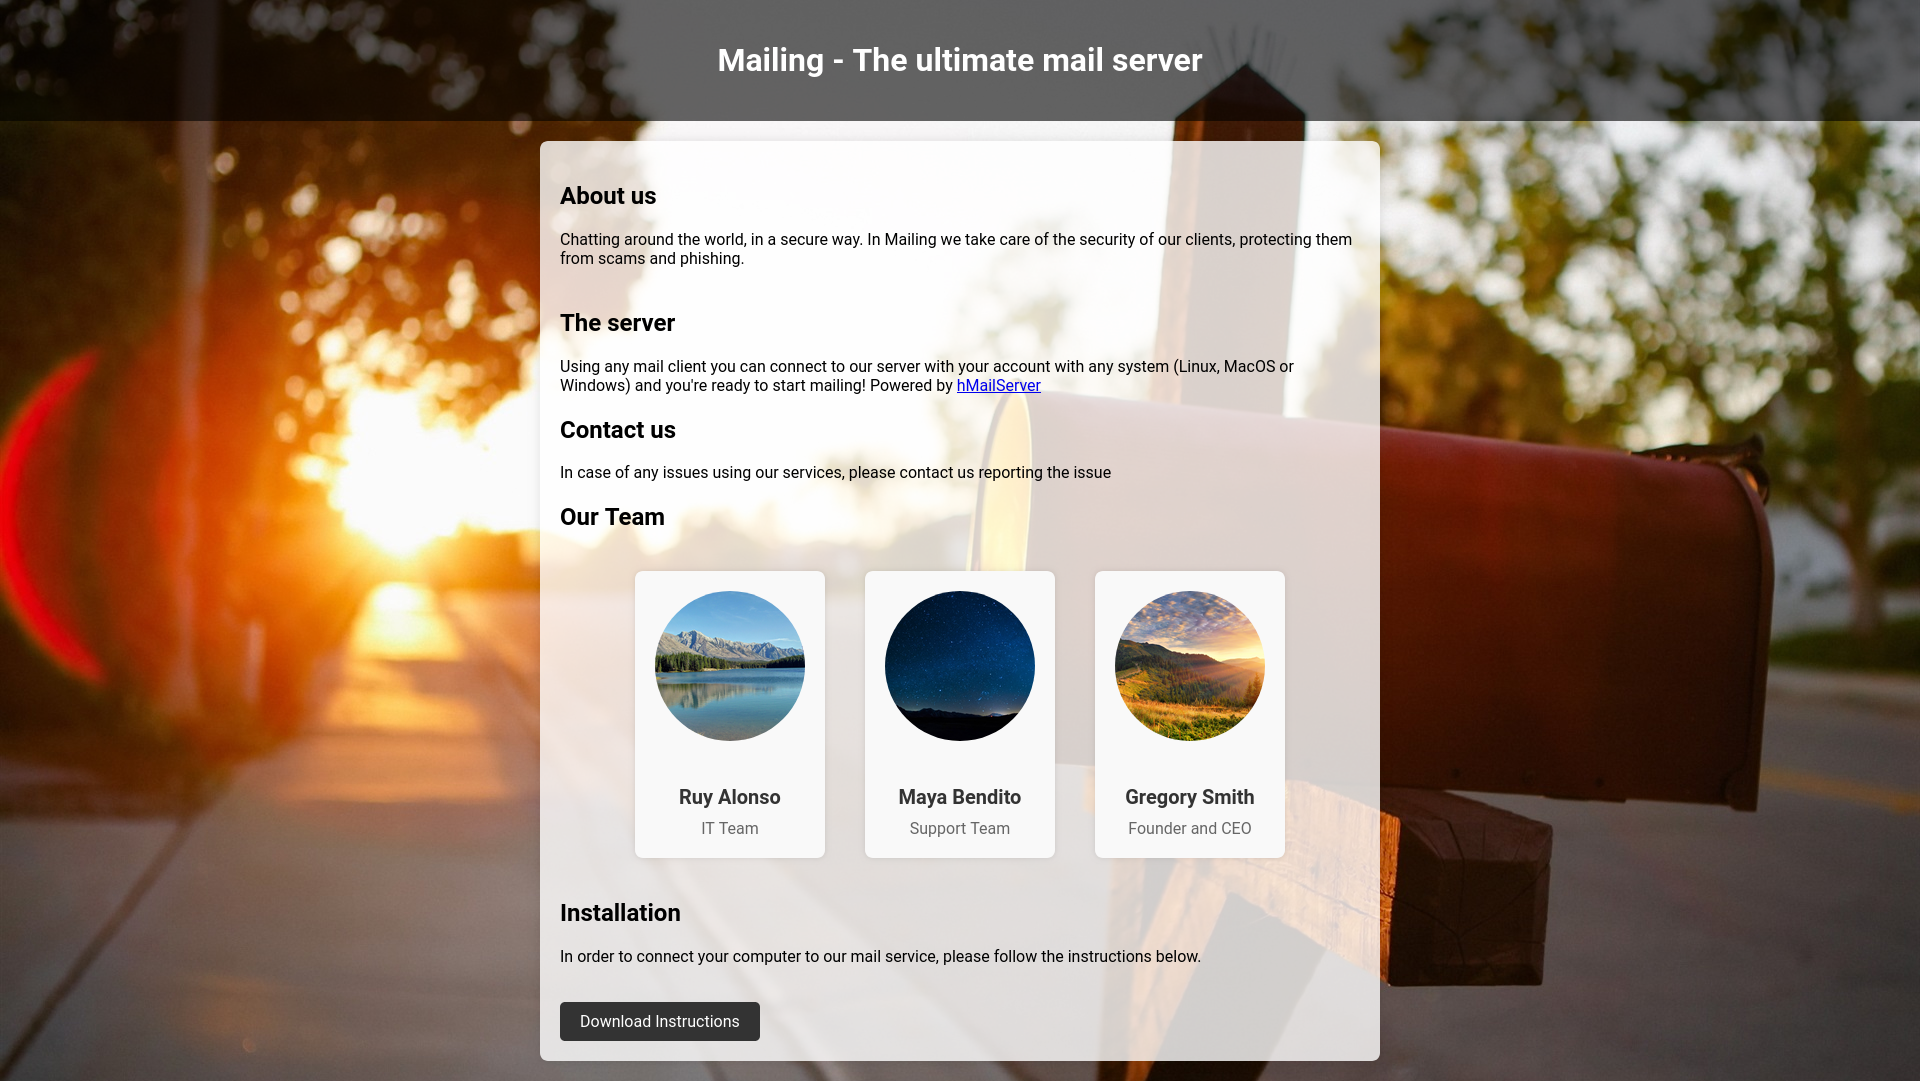 Mailing - The ultimate mail server
About us
Chatting around the world, in a secure way. In Mailing we take care of the security of our clients, protecting them
from scams and phishing.
The server
Using any mail client you can connect to our server with your account with any system (Linux, MacOS or
Windows) and you're ready to start mailing! Powered by hMailServer
Contact us
In case of any issues using our services, please contact us reporting the issue
Our Team
Ruy Alonso
IT Team
Maya Bendito
Support Team
Gregory Smith
Founder and CEO
Installation
In order to connect your computer to our mail service, please follow the instructions below.
Download Instructions